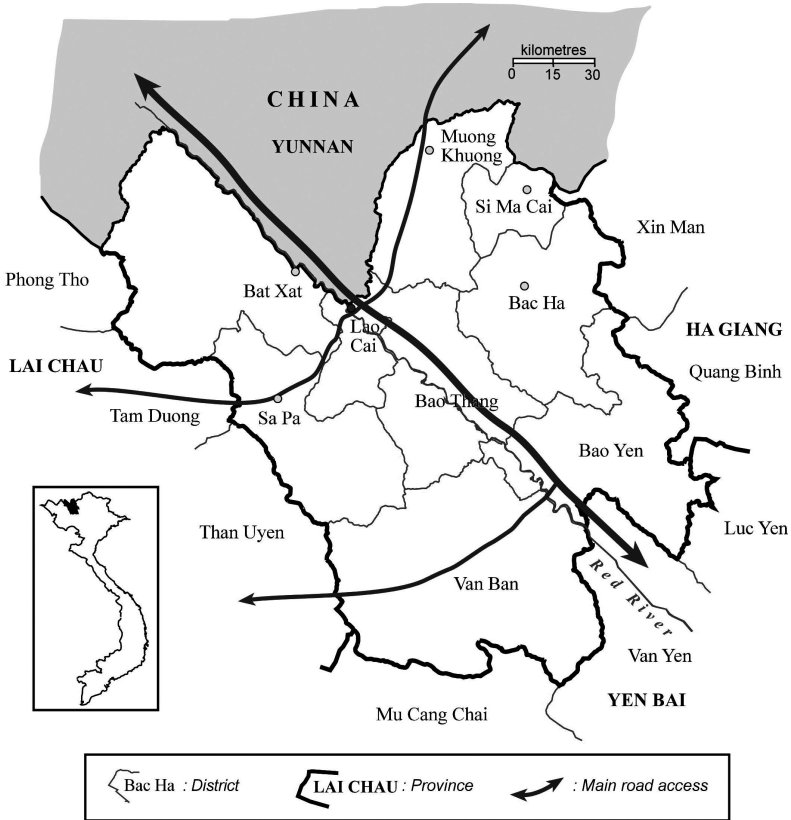 kilometres
0 15 30
CHINA
YUNNAN
Muong
Khuong
Si Ma Cai
Xin Man
Phong Tho
Bat Xat
Bac Ha
Lao
Cai
HA GIANG
LAI CHAU
Quang Binh
Tam Duong
Sa Pa
Bao Thang
Bao Yen
Than Uyen
Luc Yen
Van Ban
Red River
Van Yen
YEN BAI
Mu Cang Chai
Bac Ha : District
LAI CHAU : Province
: Main road access